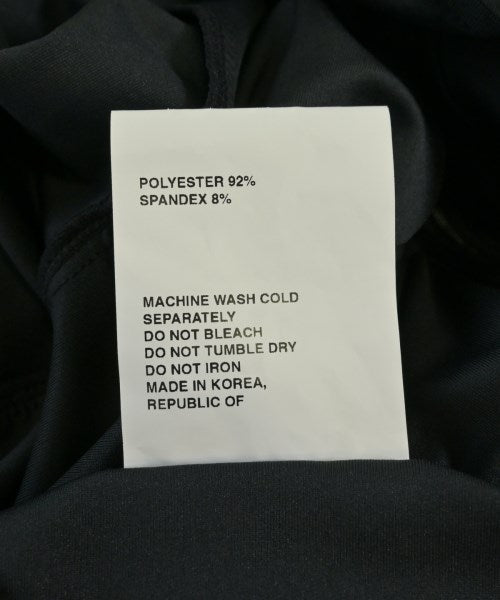 POLYESTER 92%
SPANDEX 8%
MACHINE WASH COLD
SEPARATELY
DO NOT BLEACH
DO NOT TUMBLE DRY
DO NOT IRON
MADE IN KOREA,
REPUBLIC OF